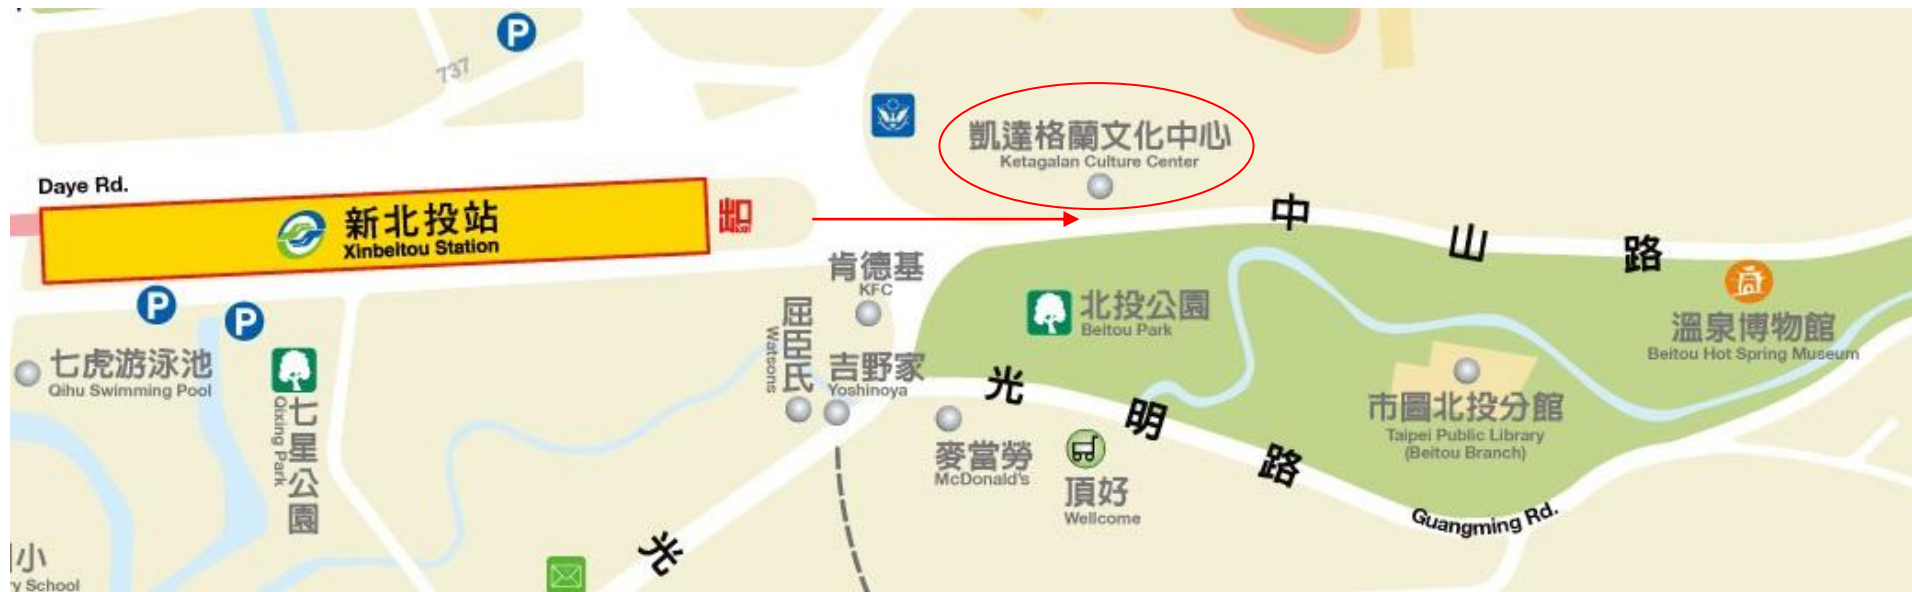 737
凱達格蘭文化中心
Ketagalan Culture Center
Daye Rd.
新北投站
Xinbeitou Station
出口
中山路
肯德基
KFC
屈臣氏
Watsons
吉野家
Yoshinoya
北投公園
Beitou Park
溫泉博物館
Beitou Hot Spring Museum
七虎游泳池
Qihu Swimming Pool
七星公園
Qixing Park
光明路
市圖北投分館
Taipei Public Library
(Beitou Branch)
麥當勞
McDonald's
頂好
Wellcome
Guangming Rd.
光
小
y School
P
P
P